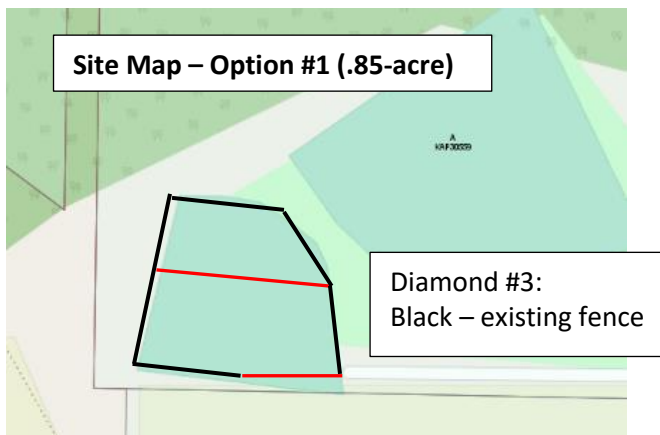 Site Map – Option #1 (.85-acre)
A
Diamond #3:
Black – existing fence